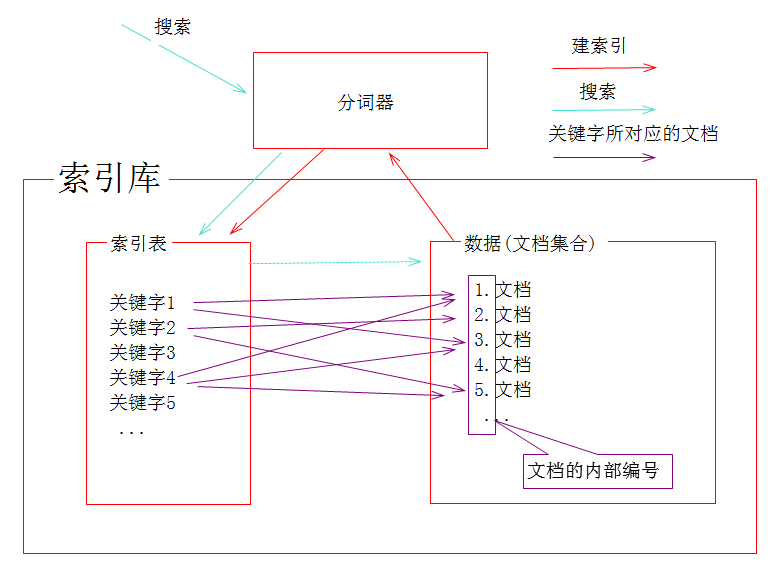 搜索
建索引
分词器
搜索
关键字所对应的文档
索引库
索引表
数据(文档集合)
关键字1
关键字2
关键字3
关键字4
关键字5
...
1.文档
2.文档
3.文档
4.文档
5.文档
...
文档的内部编号